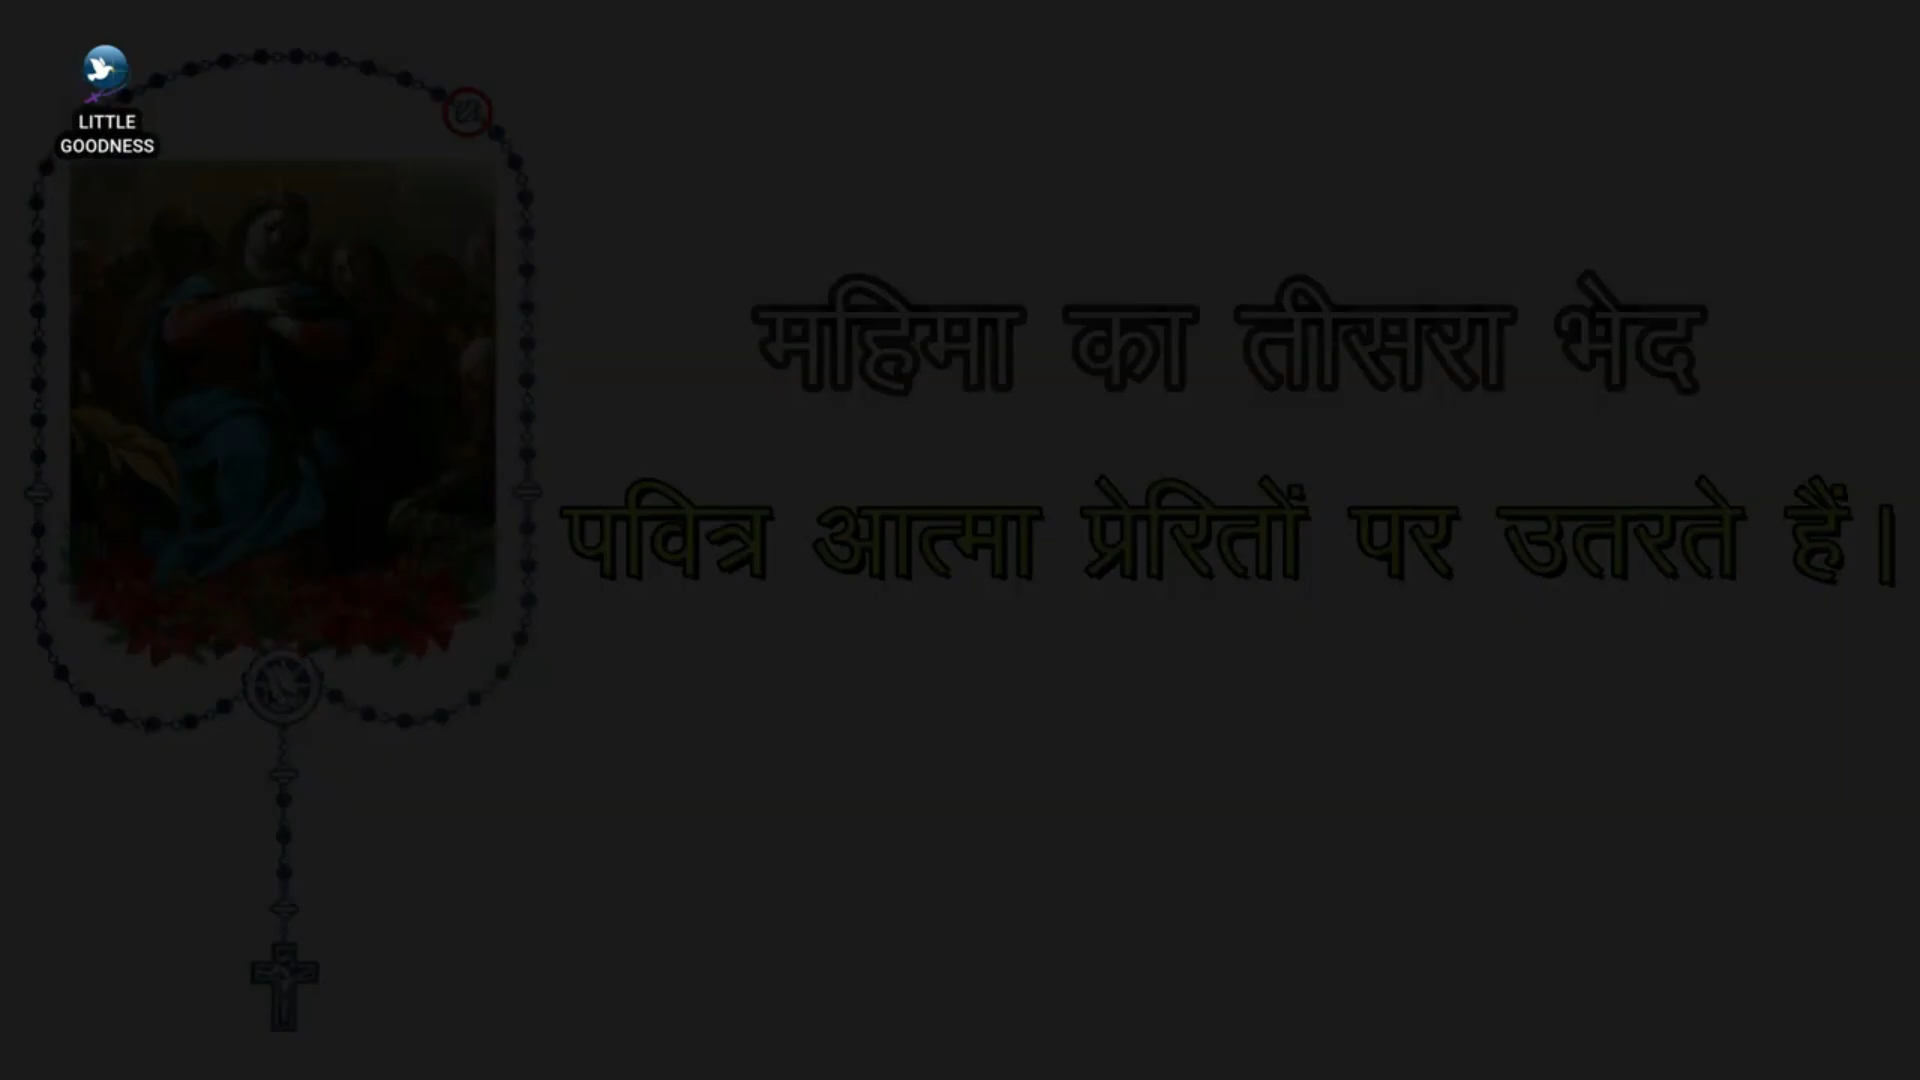 LITTLE
GOODNESS
महिमा का तीसरा भेद
पवित्र आत्मा प्रेरितों पर उतरते हैं।